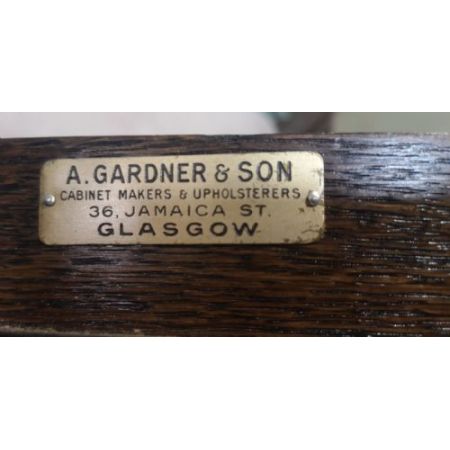 A. GARDNER & SON
CABINET MAKERS & UPHOLSTERERS
36, JAMAICA ST.
GLASGOW